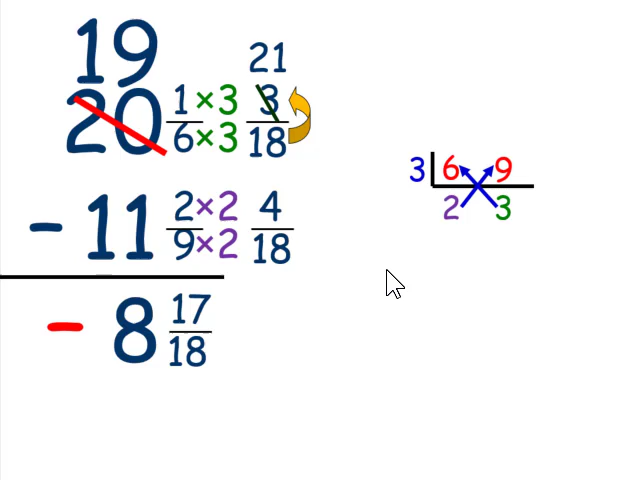 19 21
20 1/6 ×3 ×3 3/18
- 11 2/9 ×2 ×2 4/18
- 8 17/18
3 6 9
2 3